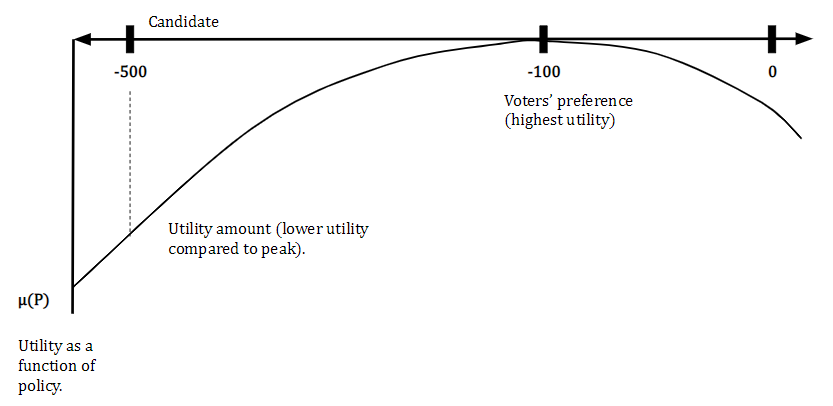 Candidate
-500
-100
0
Voters’ preference
(highest utility)
Utility amount (lower utility
compared to peak).
μ(P)
Utility as a
function of
policy.